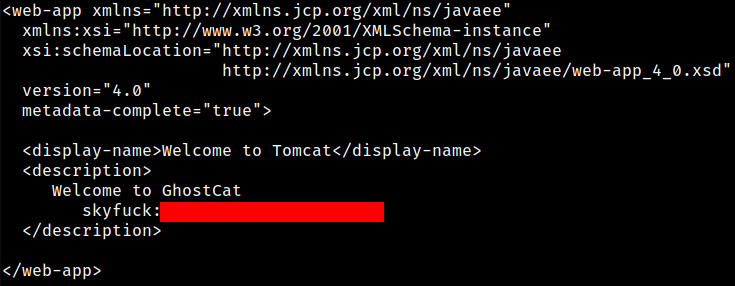 <web-app xmlns="http://xmlns.jcp.org/xml/ns/javaee"
xmlns:xsi="http://www.w3.org/2001/XMLSchema-instance"
xsi:schemaLocation="http://xmlns.jcp.org/xml/ns/javaee
http://xmlns.jcp.org/xml/ns/javaee/web-app_4_0.xsd"
version="4.0"
metadata-complete="true">
<display-name>Welcome to Tomcat</display-name>
<description>
Welcome to GhostCat
skyfuck:
</description>
</web-app>